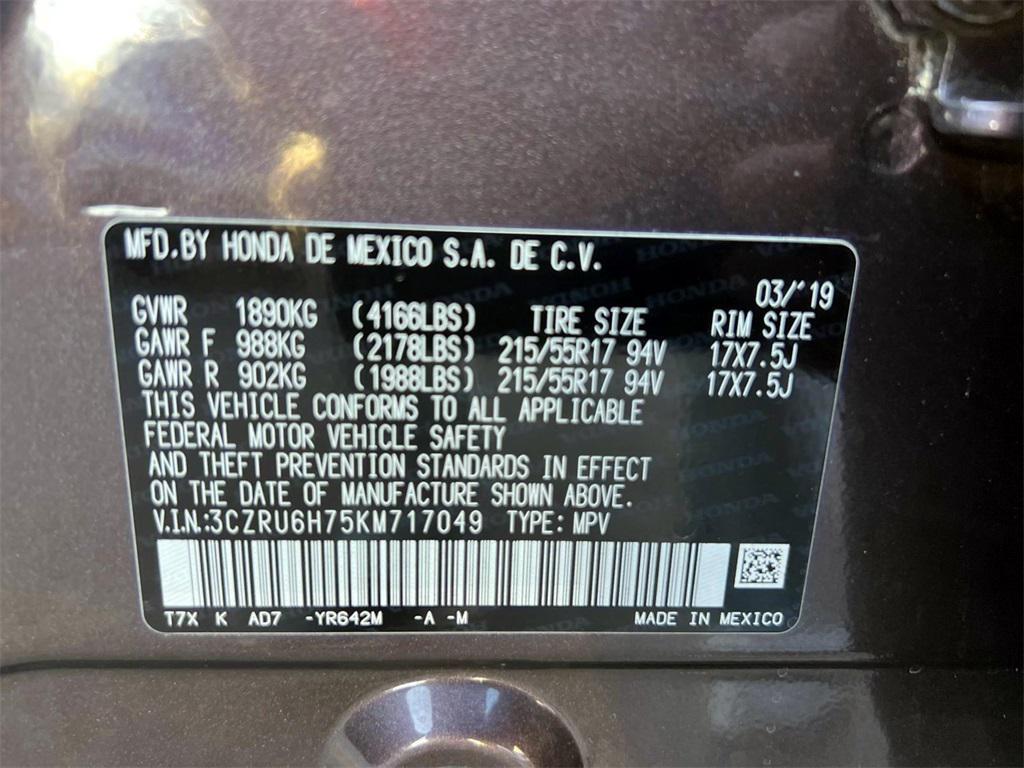 MFD.BY HONDA DE MEXICO S.A. DE C.V.
03/'19
GVWR 1890KG (4166LBS) TIRE SIZE RIM SIZE
GAWR F 988KG (2178LBS) 215/55R17 94V 17X7.5J
GAWR R 902KG (1988LBS) 215/55R17 94V 17X7.5J
THIS VEHICLE CONFORMS TO ALL APPLICABLE
FEDERAL MOTOR VEHICLE SAFETY
AND THEFT PREVENTION STANDARDS IN EFFECT
ON THE DATE OF MANUFACTURE SHOWN ABOVE.
V.I.N.:3CZRU6H75KM717049 TYPE: MPV
T7X K AD7 -YR642M -A -M MADE IN MEXICO